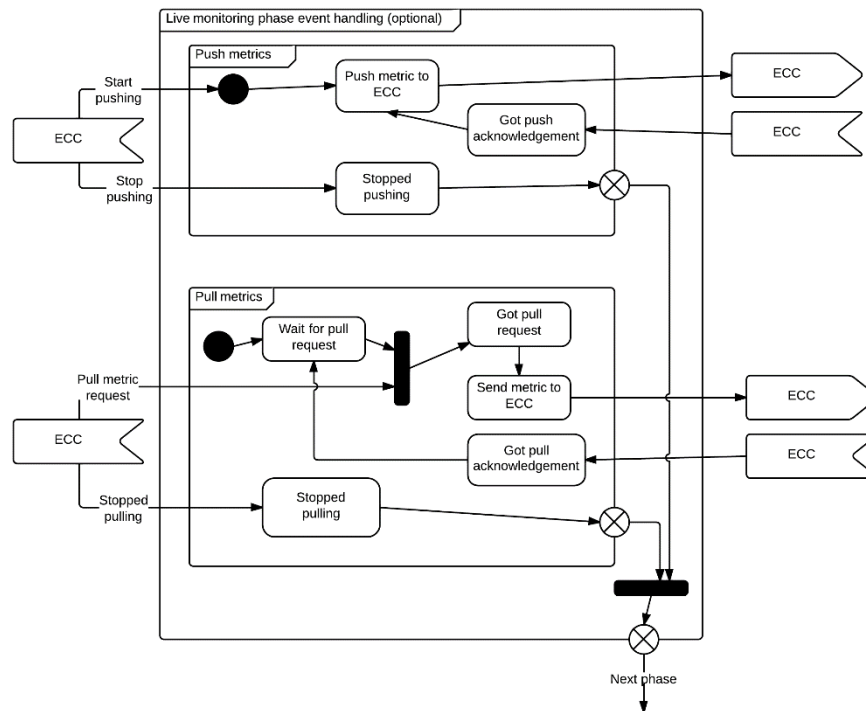 Live monitoring phase event handling (optional)
Push metrics
Start
pushing
Push metric to
ECC
ECC
Got push
acknowledgement
ECC
ECC
Stop
pushing
Stopped
pushing
Pull metrics
Wait for pull
request
Got pull
request
Pull metric
request
Send metric to
ECC
ECC
ECC
Got pull
acknowledgement
ECC
Stopped
pulling
Stopped
pulling
Next phase